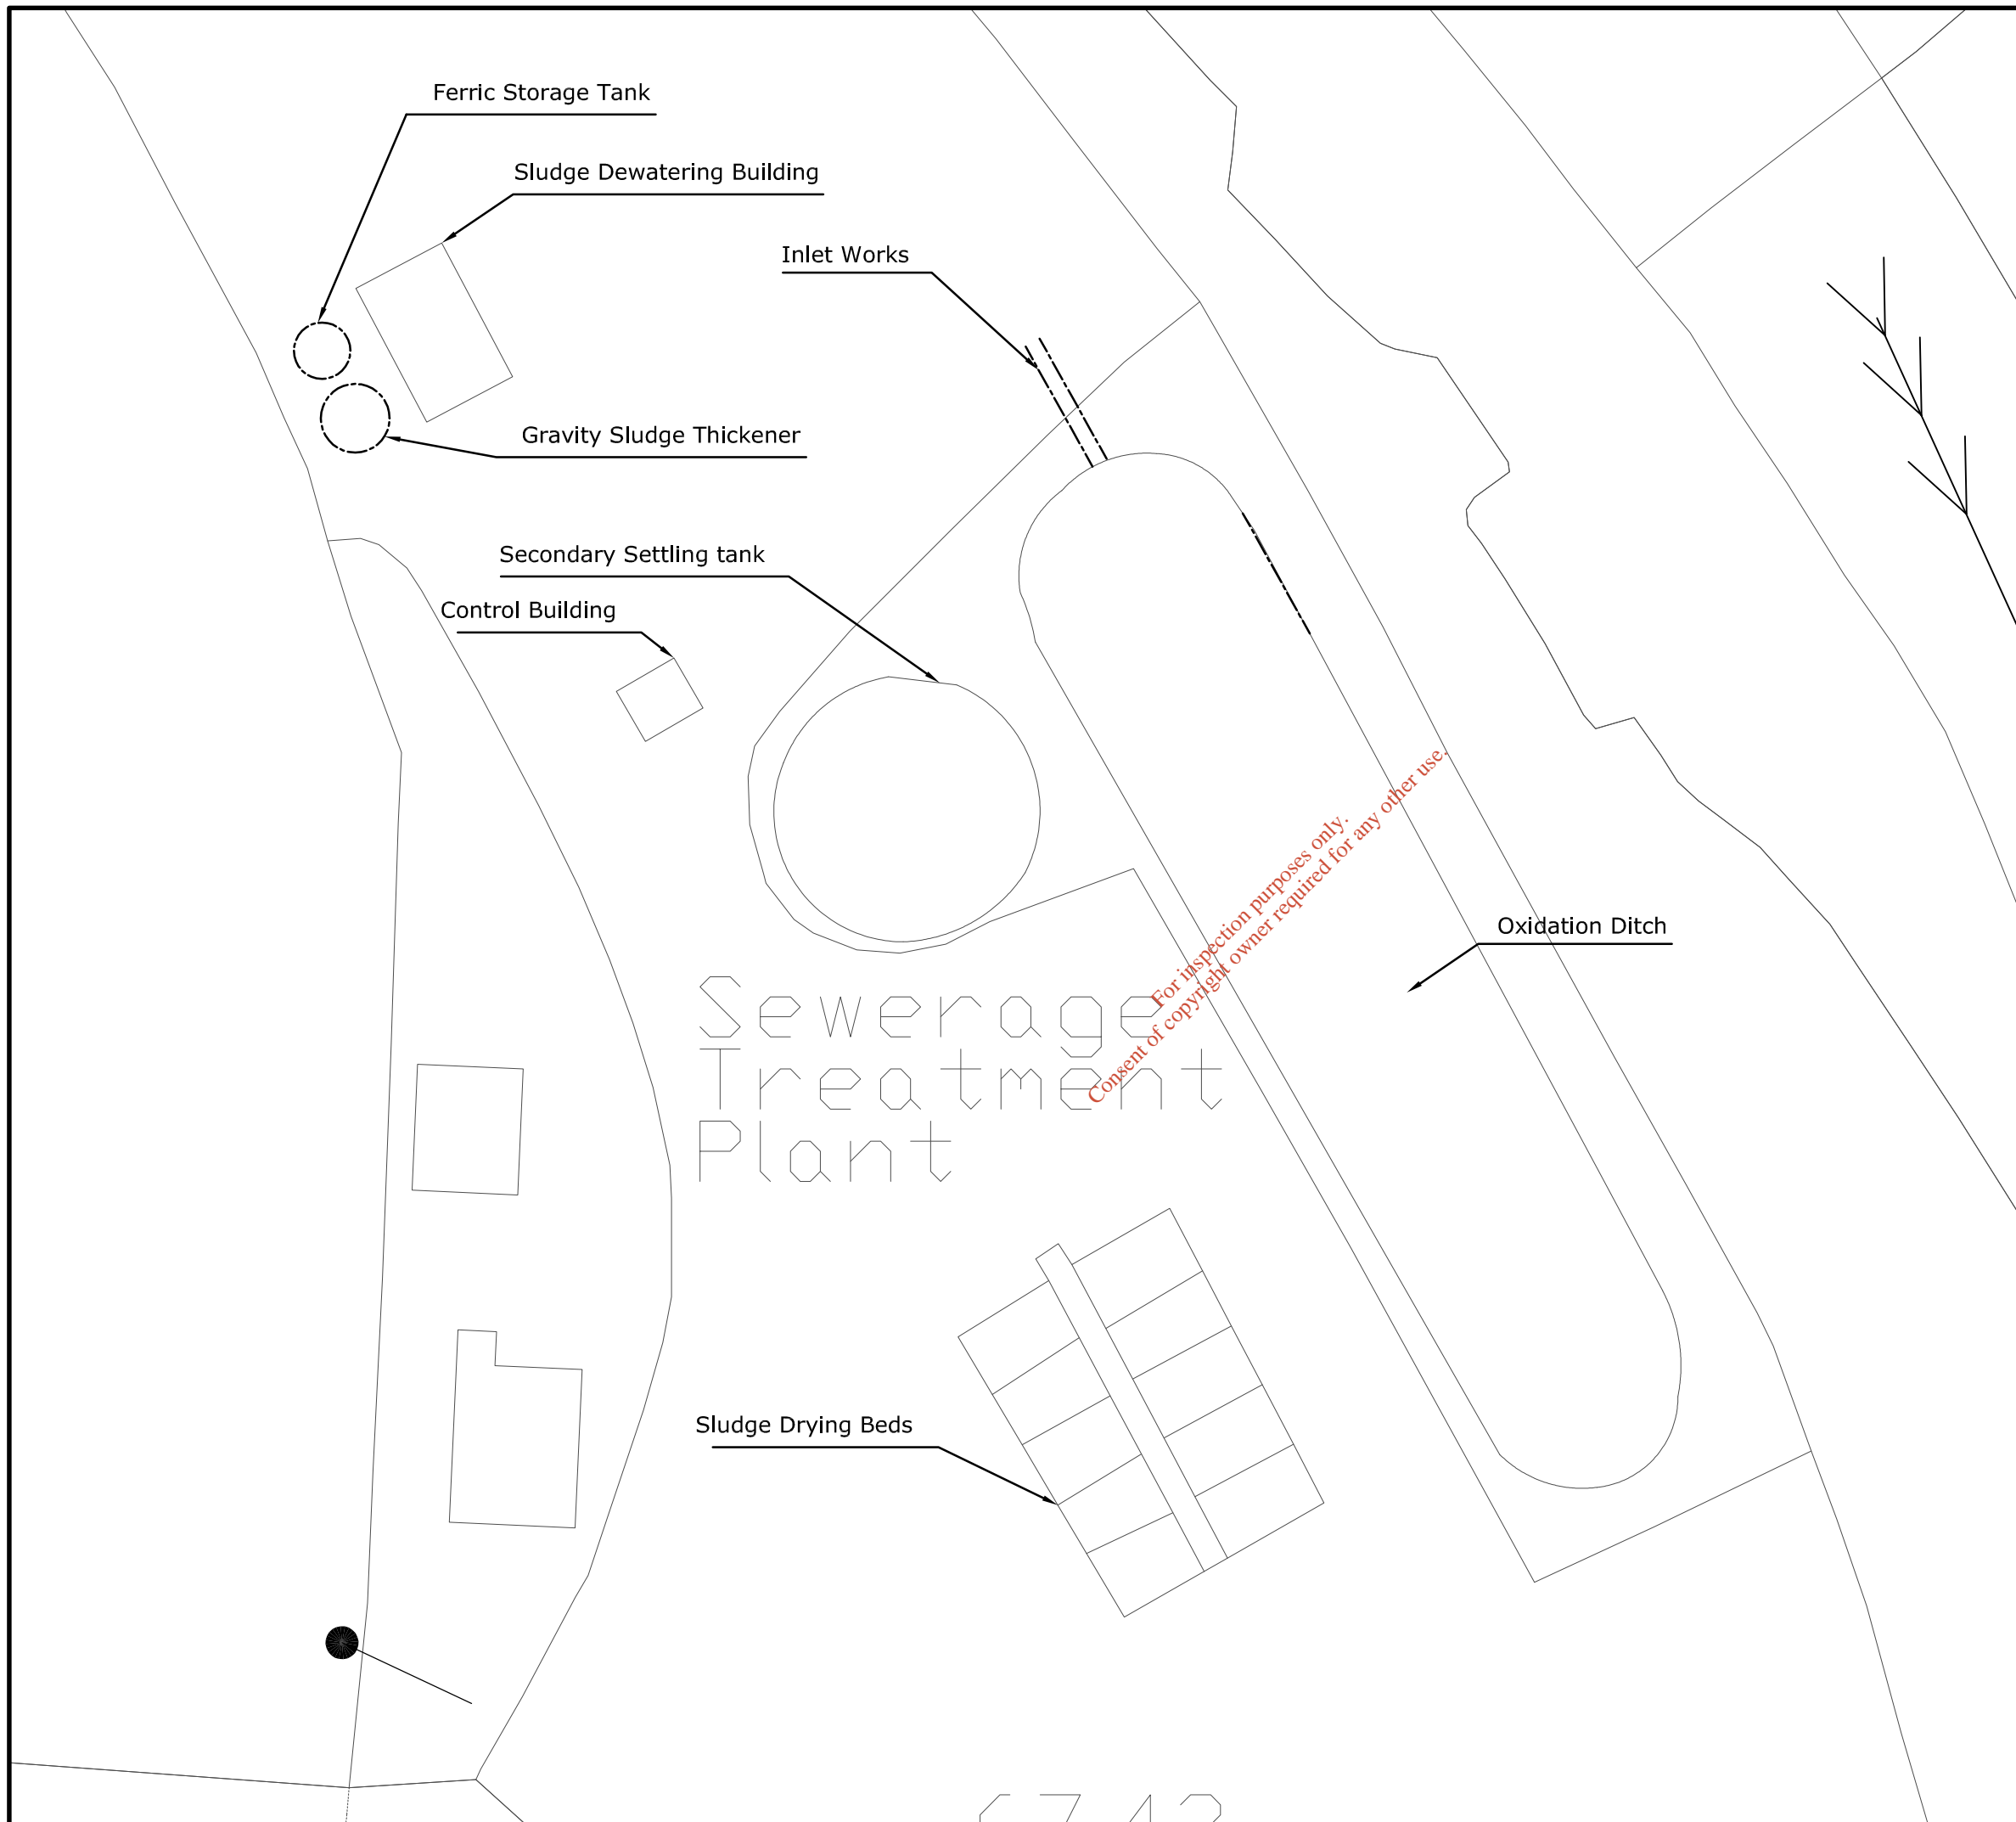 Ferric Storage Tank
Sludge Dewatering Building
Inlet Works
Gravity Sludge Thickener
Secondary Settling tank
Control Building
For inspection purposes only.
Consent of copyright owner required for any other use.
Oxidation Ditch
Sewerage
Treatment
Plant
Sludge Drying Beds